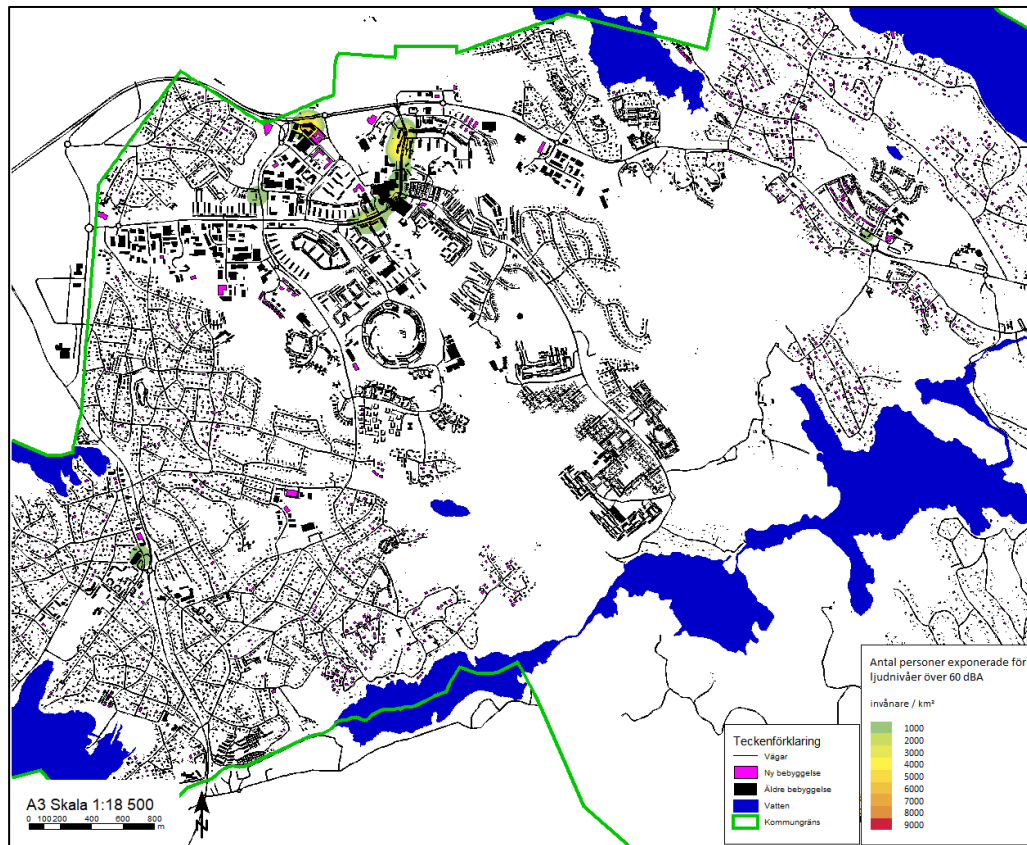 Antal personer exponerade för
ljudnivåer över 60 dBA
invånare / km²
1000
2000
3000
4000
5000
6000
7000
8000
9000
Teckenförklaring
Vägar
Ny bebyggelse
Äldre bebyggelse
Vatten
Kommungräns
A3 Skala 1:18 500
0 100 200 400 600 800
m
N